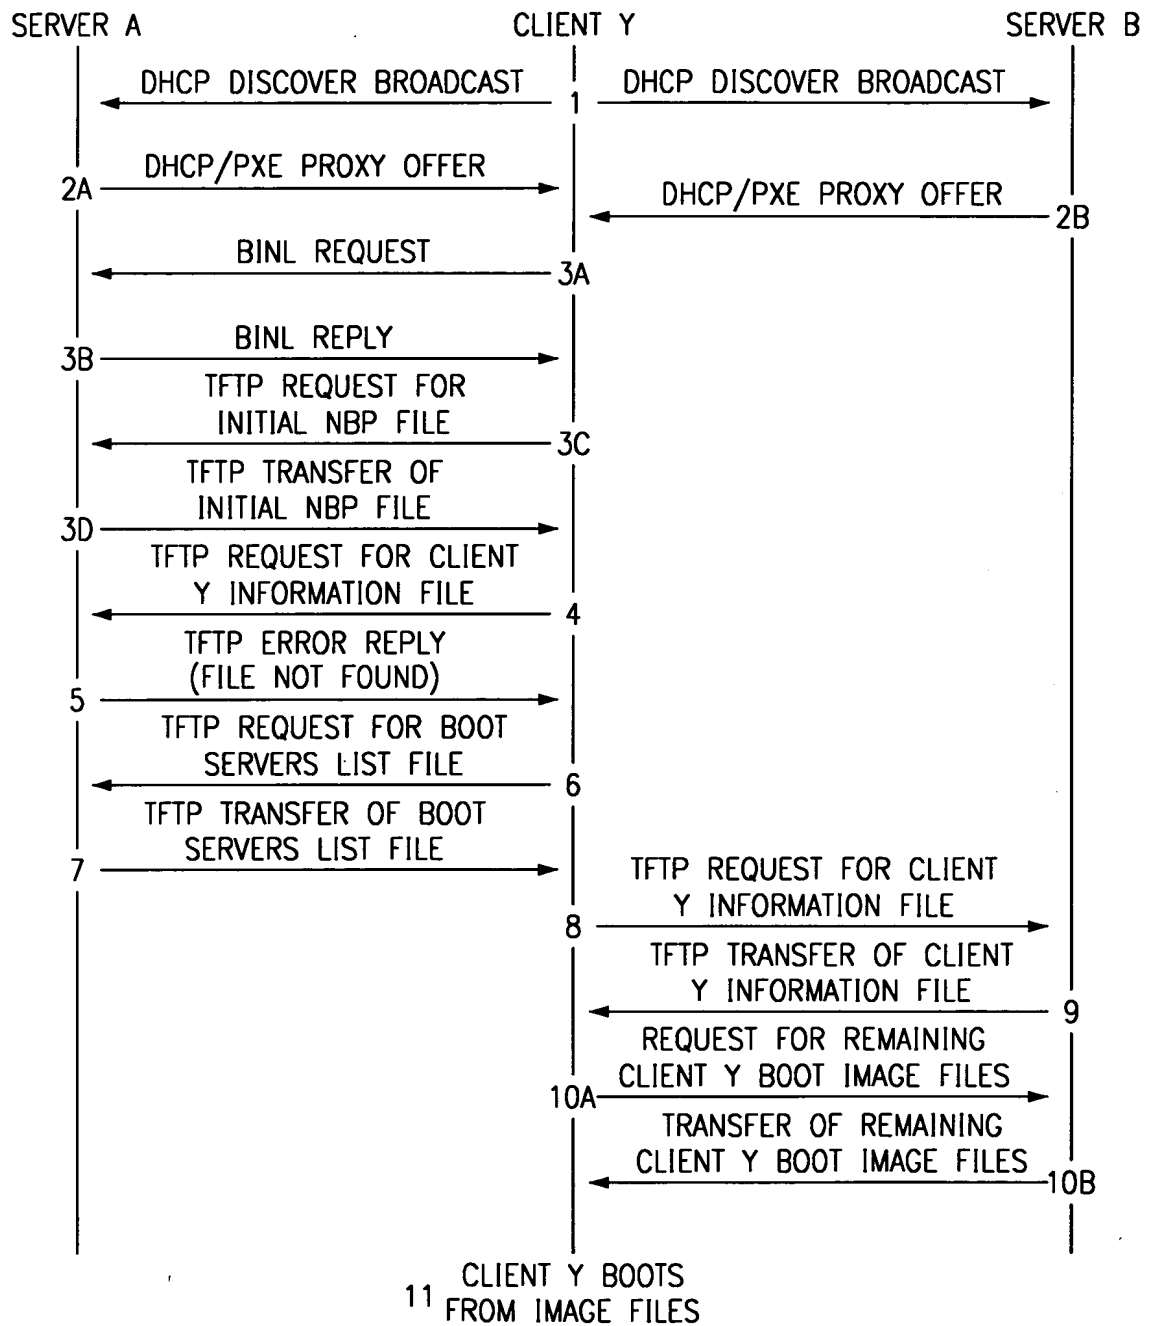 SERVER A
CLIENT Y
SERVER B
DHCP DISCOVER BROADCAST
1
DHCP DISCOVER BROADCAST
2A
DHCP/PXE PROXY OFFER
DHCP/PXE PROXY OFFER
2B
BINL REQUEST
3A
BINL REPLY
3B
TFTP REQUEST FOR
INITIAL NBP FILE
3C
TFTP TRANSFER OF
INITIAL NBP FILE
3D
TFTP REQUEST FOR CLIENT
Y INFORMATION FILE
4
TFTP ERROR REPLY
(FILE NOT FOUND)
5
TFTP REQUEST FOR BOOT
SERVERS LIST FILE
6
TFTP TRANSFER OF BOOT
SERVERS LIST FILE
7
TFTP REQUEST FOR CLIENT
Y INFORMATION FILE
8
TFTP TRANSFER OF CLIENT
Y INFORMATION FILE
9
REQUEST FOR REMAINING
CLIENT Y BOOT IMAGE FILES
10A
TRANSFER OF REMAINING
CLIENT Y BOOT IMAGE FILES
10B
11
CLIENT Y BOOTS
FROM IMAGE FILES